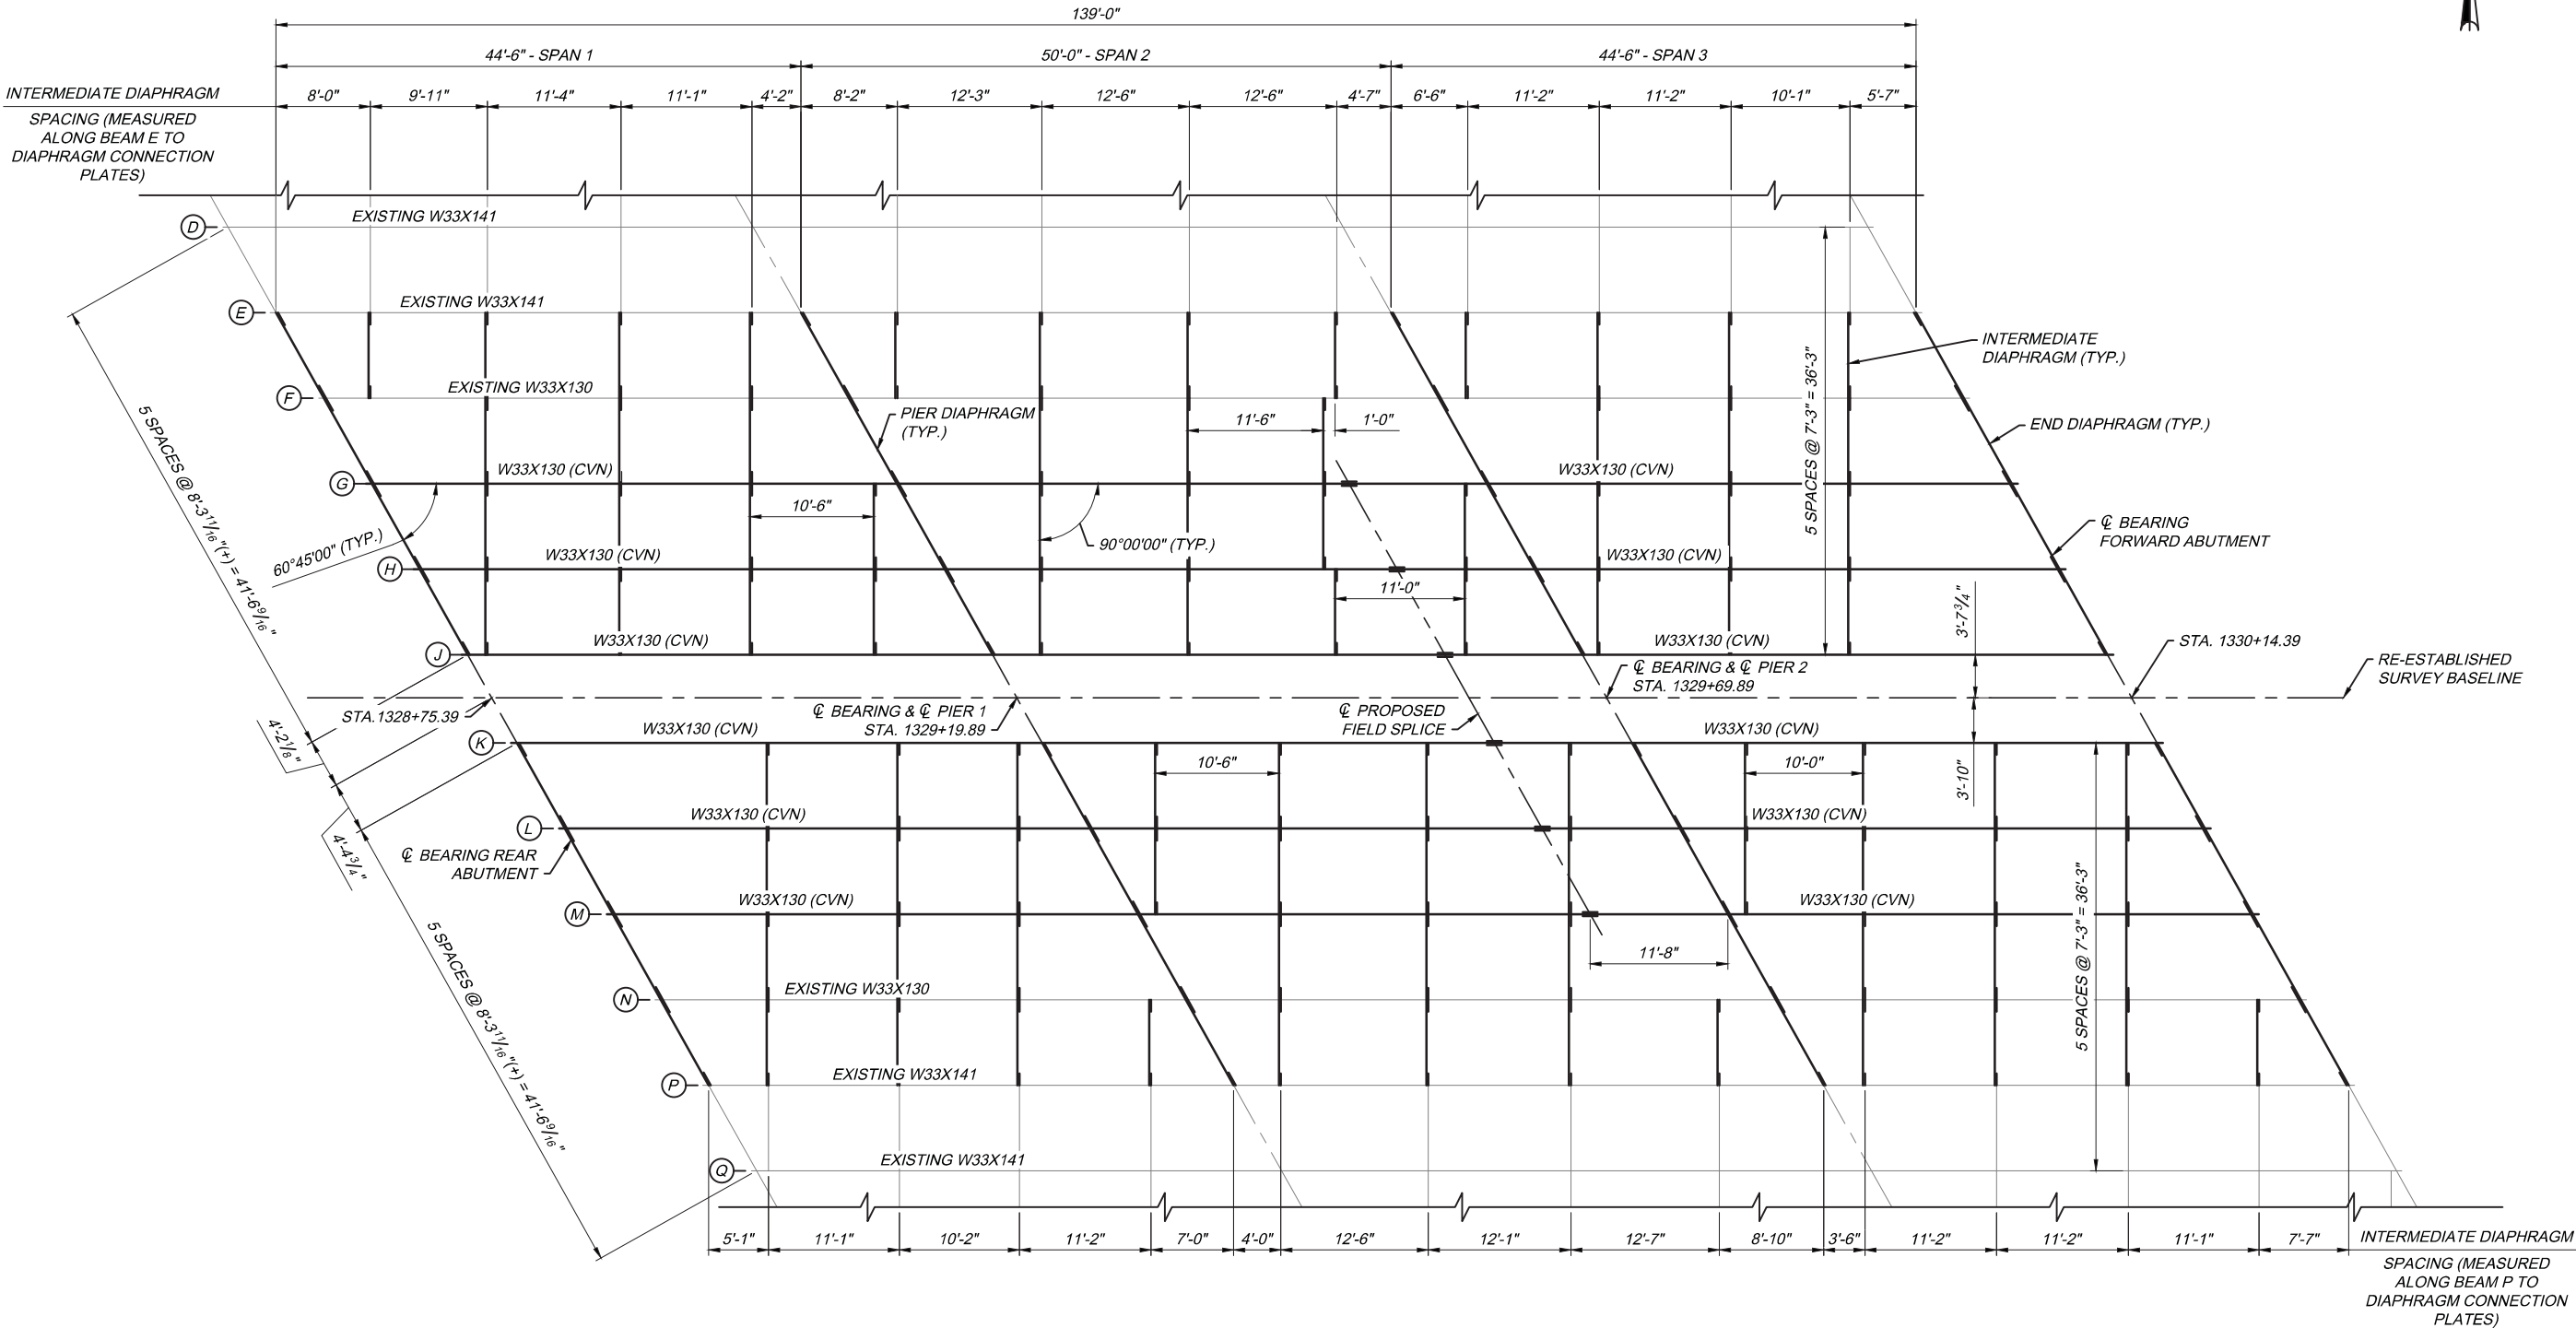 139'-0"
44'-6" - SPAN 1
50'-0" - SPAN 2
44'-6" - SPAN 3
INTERMEDIATE DIAPHRAGM
SPACING (MEASURED
ALONG BEAM E TO
DIAPHRAGM CONNECTION
PLATES)
8'-0"
9'-11"
11'-4"
11'-1"
4'-2"
8'-2"
12'-3"
12'-6"
12'-6"
4'-7"
6'-6"
11'-2"
11'-2"
10'-1"
5'-7"
D
EXISTING W33X141
E
EXISTING W33X141
INTERMEDIATE
DIAPHRAGM (TYP.)
F
EXISTING W33X130
PIER DIAPHRAGM
(TYP.)
11'-6"
1'-0"
5 SPACES @ 7'-3" = 36'-3"
END DIAPHRAGM (TYP.)
5 SPACES @ 8'-3 11/16"(+) = 41'-6 9/16"
G
W33X130 (CVN)
W33X130 (CVN)
10'-6"
60°45'00" (TYP.)
90°00'00" (TYP.)
℄ BEARING
FORWARD ABUTMENT
H
W33X130 (CVN)
W33X130 (CVN)
11'-0"
3'-7 3/4"
J
W33X130 (CVN)
W33X130 (CVN)
STA. 1330+14.39
℄ BEARING & ℄ PIER 2
STA. 1329+69.89
RE-ESTABLISHED
SURVEY BASELINE
STA.1328+75.39
℄ BEARING & ℄ PIER 1
STA. 1329+19.89
℄ PROPOSED
FIELD SPLICE
4'-2 1/8"
K
W33X130 (CVN)
W33X130 (CVN)
10'-6"
10'-0"
3'-10"
4'-4 3/4"
L
W33X130 (CVN)
W33X130 (CVN)
℄ BEARING REAR
ABUTMENT
M
W33X130 (CVN)
W33X130 (CVN)
11'-8"
5 SPACES @ 7'-3" = 36'-3"
5 SPACES @ 8'-3 11/16"(+) = 41'-6 9/16"
N
EXISTING W33X130
P
EXISTING W33X141
Q
EXISTING W33X141
5'-1"
11'-1"
10'-2"
11'-2"
7'-0"
4'-0"
12'-6"
12'-1"
12'-7"
8'-10"
3'-6"
11'-2"
11'-2"
11'-1"
7'-7"
INTERMEDIATE DIAPHRAGM
SPACING (MEASURED
ALONG BEAM P TO
DIAPHRAGM CONNECTION
PLATES)